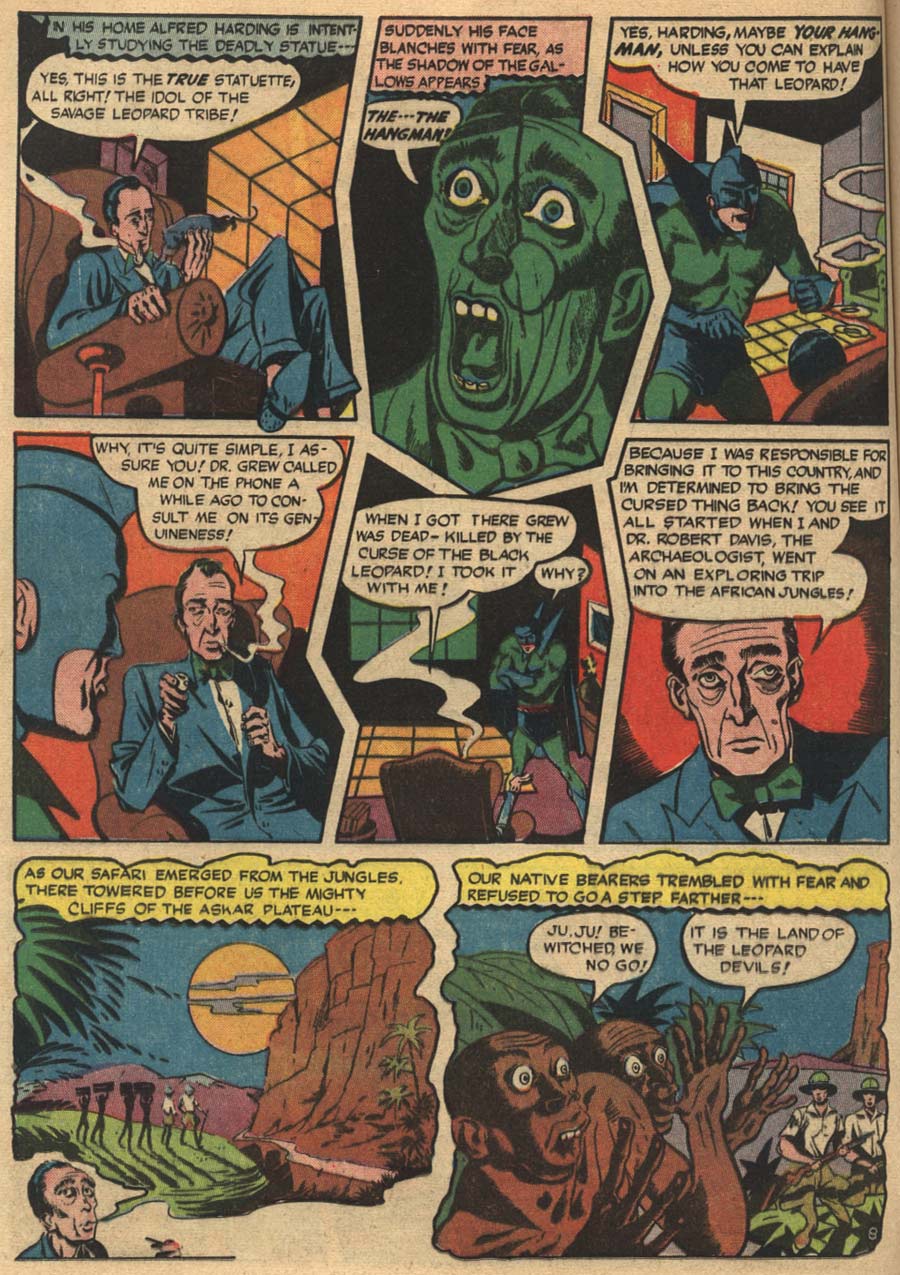 IN HIS HOME ALFRED HARDING IS INTENT-
LY STUDYING THE DEADLY STATUE---
YES, THIS IS THE TRUE STATUETTE,
ALL RIGHT! THE IDOL OF THE
SAVAGE LEOPARD TRIBE!
SUDDENLY HIS FACE
BLANCHES WITH FEAR, AS
THE SHADOW OF THE GAL-
LOWS APPEARS
THE---THE
HANGMAN!
YES, HARDING, MAYBE YOUR HANG-
MAN, UNLESS YOU CAN EXPLAIN
HOW YOU COME TO HAVE
THAT LEOPARD!
WHY, IT'S QUITE SIMPLE, I AS-
SURE YOU! DR. GREW CALLED
ME ON THE PHONE A
WHILE AGO TO CON-
SULT ME ON ITS GEN-
UINENESS!
WHEN I GOT THERE GREW
WAS DEAD- KILLED BY THE
CURSE OF THE BLACK
LEOPARD! I TOOK IT
WITH ME!
WHY?
BECAUSE I WAS RESPONSIBLE FOR
BRINGING IT TO THIS COUNTRY, AND
I'M DETERMINED TO BRING THE
CURSED THING BACK! YOU SEE IT
ALL STARTED WHEN I AND
DR. ROBERT DAVIS, THE
ARCHAEOLOGIST, WENT
ON AN EXPLORING TRIP
INTO THE AFRICAN JUNGLES!
AS OUR SAFARI EMERGED FROM THE JUNGLES,
THERE TOWERED BEFORE US THE MIGHTY
CLIFFS OF THE ASKAR PLATEAU---
OUR NATIVE BEARERS TREMBLED WITH FEAR AND
REFUSED TO GO A STEP FARTHER---
JU, JU! BE-
WITCHED, WE
NO GO!
IT IS THE LAND OF
THE LEOPARD
DEVILS!
8